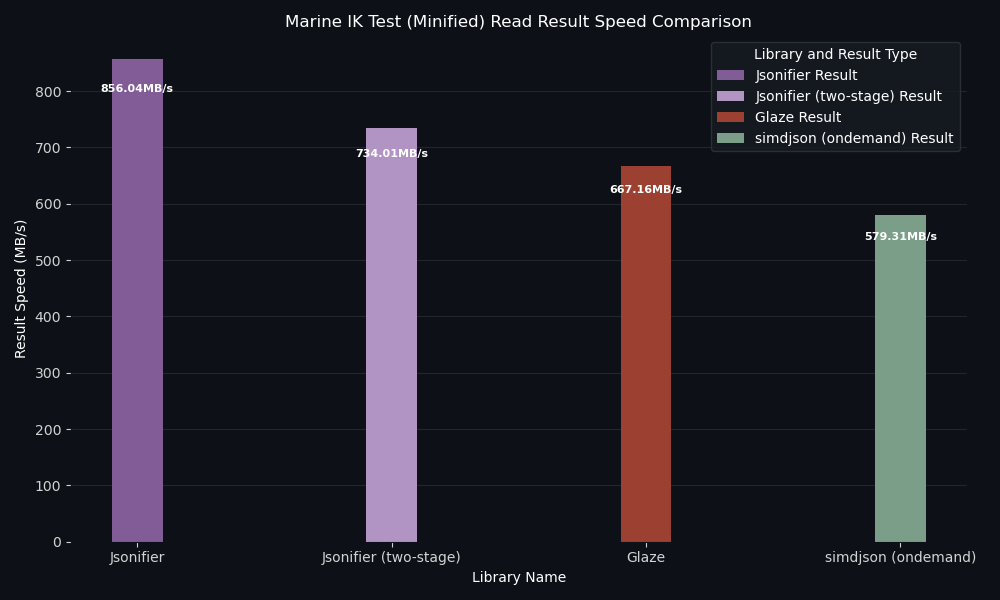 Marine IK Test (Minified) Read Result Speed Comparison
Library and Result Type
Jsonifier Result
Jsonifier (two-stage) Result
Glaze Result
simdjson (ondemand) Result
856.04MB/s
734.01MB/s
667.16MB/s
579.31MB/s
Result Speed (MB/s)
800
700
600
500
400
300
200
100
0
Jsonifier
Jsonifier (two-stage)
Glaze
simdjson (ondemand)
Library Name